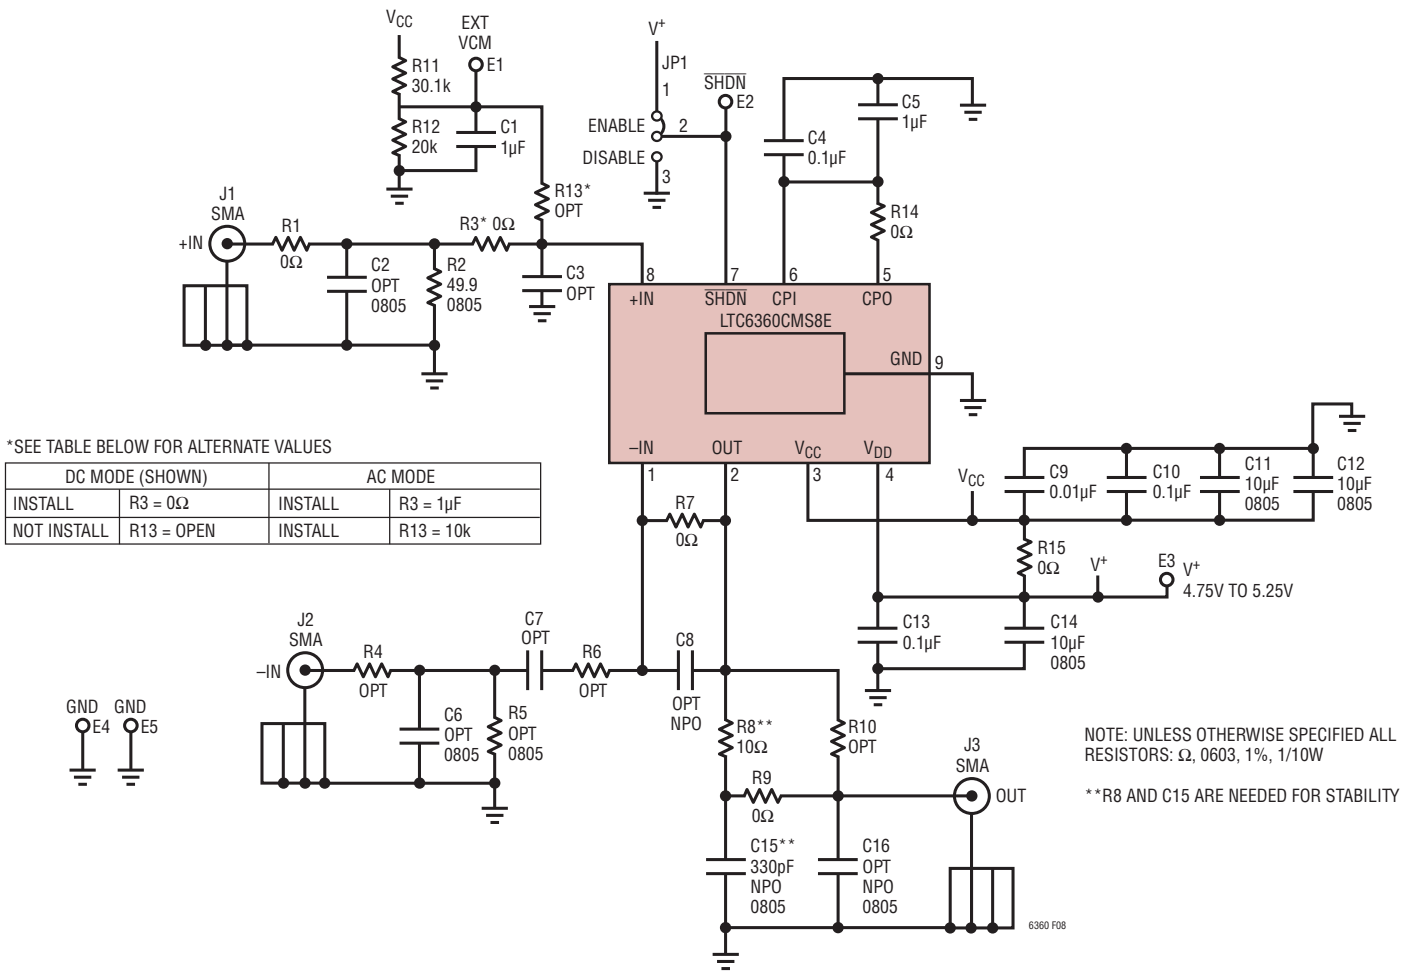 VCC
EXT
VCM
E1
R11
30.1k
R12
20k
C1
1µF
V+
JP1
1
ENABLE
2
DISABLE
3
SHDN
E2
C4
0.1µF
C5
1µF
R14
0Ω
J1
SMA
+IN
R1
0Ω
C2
OPT
0805
R2
49.9
0805
R3* 0Ω
R13*
OPT
C3
OPT
8
7
6
5
+IN
SHDN
CPI
CPO
LTC6360CMS8E
GND
9
–IN
OUT
VCC
VDD
1
2
3
4
*SEE TABLE BELOW FOR ALTERNATE VALUES
DC MODE (SHOWN) AC MODE
INSTALL R3 = 0Ω INSTALL R3 = 1µF
NOT INSTALL R13 = OPEN INSTALL R13 = 10k
R7
0Ω
VCC
C9
0.01µF
C10
0.1µF
C11
10µF
0805
C12
10µF
0805
R15
0Ω
V+
E3
V+
4.75V TO 5.25V
C13
0.1µF
C14
10µF
0805
J2
SMA
–IN
R4
OPT
C6
OPT
0805
R5
OPT
0805
C7
OPT
R6
OPT
C8
OPT
NPO
GND
E4
GND
E5
R8**
10Ω
R10
OPT
R9
0Ω
J3
SMA
OUT
C15**
330pF
NPO
0805
C16
OPT
NPO
0805
NOTE: UNLESS OTHERWISE SPECIFIED ALL
RESISTORS: Ω, 0603, 1%, 1/10W
**R8 AND C15 ARE NEEDED FOR STABILITY
6360 F08